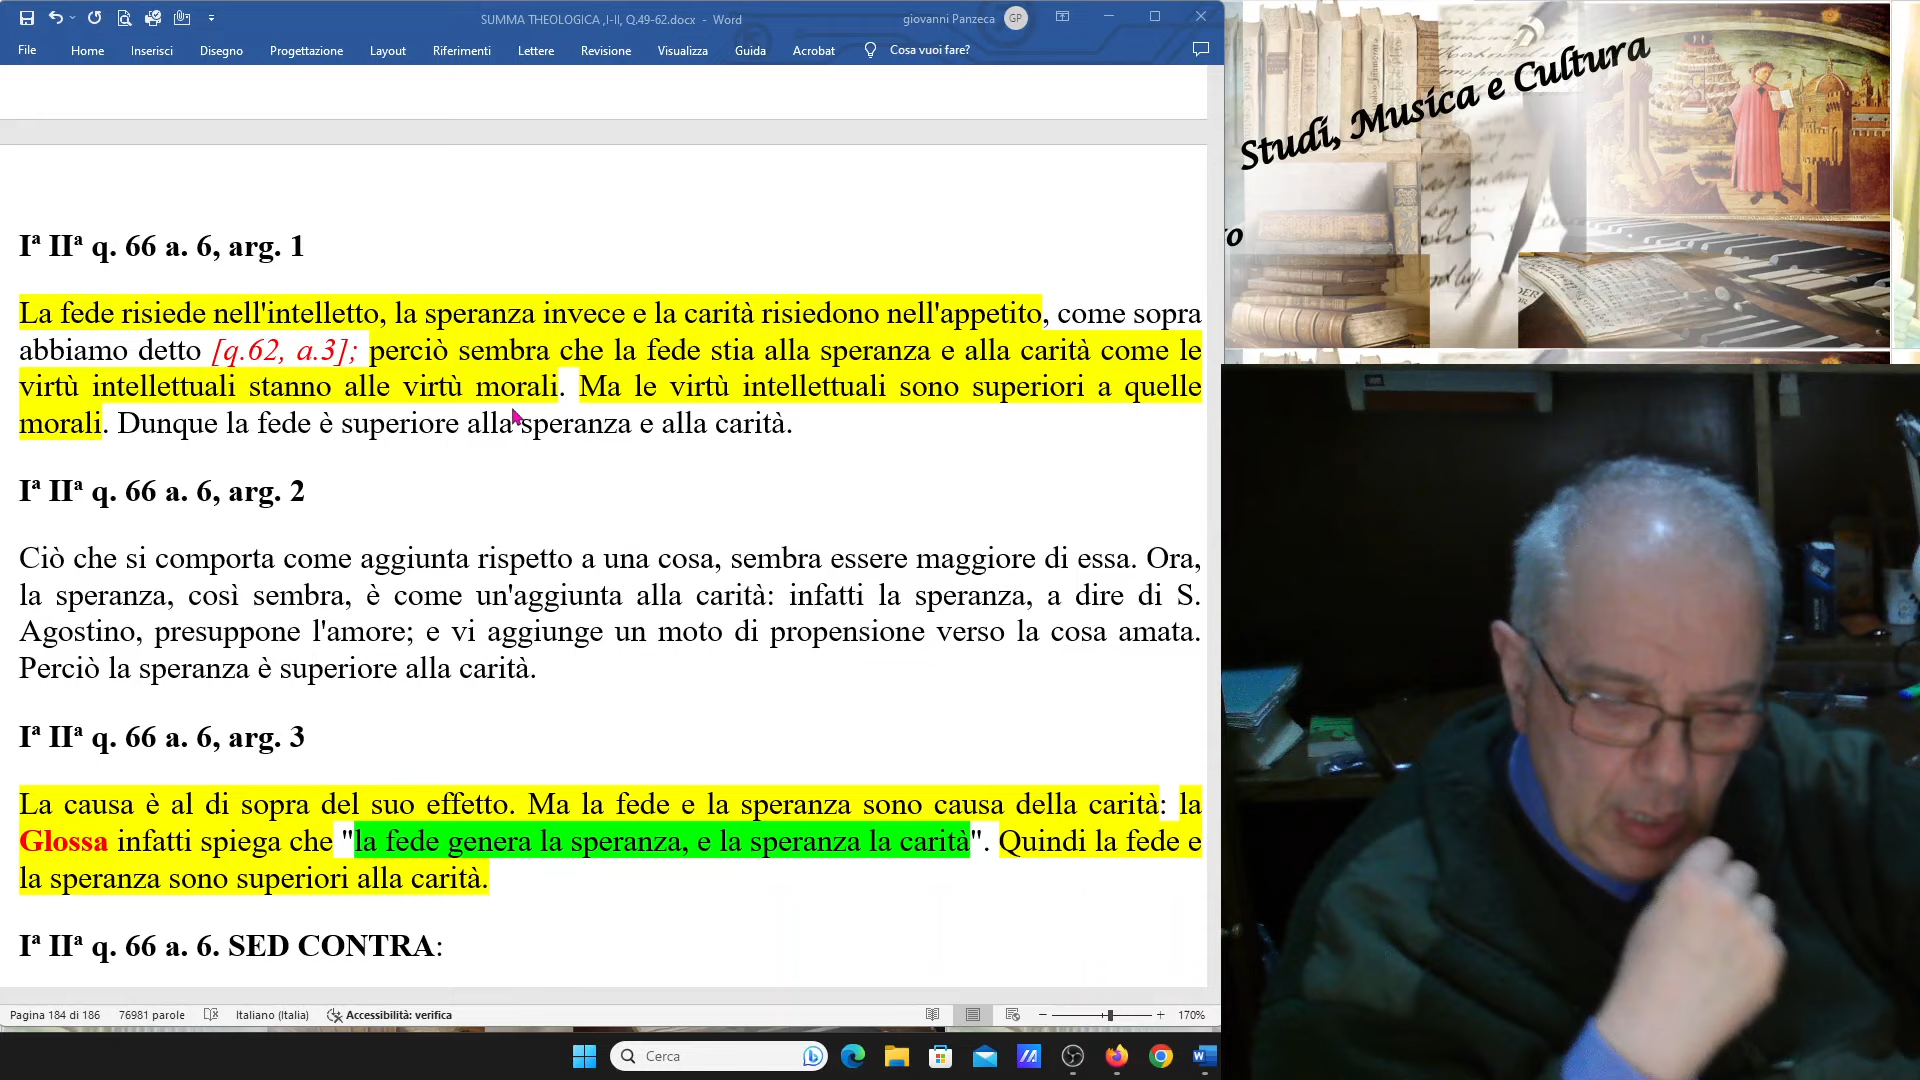 SUMMA THEOLOGICA ,I-II, Q.49-62.docx - Word
giovanni Panzeca GP
File Home Inserisci Disegno Progettazione Layout Riferimenti Lettere Revisione Visualizza Guida Acrobat Cosa vuoi fare?
Iª IIª q. 66 a. 6, arg. 1
La fede risiede nell'intelletto, la speranza invece e la carità risiedono nell'appetito, come sopra
abbiamo detto [q.62, a.3]; perciò sembra che la fede stia alla speranza e alla carità come le
virtù intellettuali stanno alle virtù morali. Ma le virtù intellettuali sono superiori a quelle
morali. Dunque la fede è superiore alla speranza e alla carità.
Iª IIª q. 66 a. 6, arg. 2
Ciò che si comporta come aggiunta rispetto a una cosa, sembra essere maggiore di essa. Ora,
la speranza, così sembra, è come un'aggiunta alla carità: infatti la speranza, a dire di S.
Agostino, presuppone l'amore; e vi aggiunge un moto di propensione verso la cosa amata.
Perciò la speranza è superiore alla carità.
Iª IIª q. 66 a. 6, arg. 3
La causa è al di sopra del suo effetto. Ma la fede e la speranza sono causa della carità: la
Glossa infatti spiega che "la fede genera la speranza, e la speranza la carità". Quindi la fede e
la speranza sono superiori alla carità.
Iª IIª q. 66 a. 6. SED CONTRA:
Pagina 184 di 186 76981 parole Italiano (Italia) Accessibilità: verifica 170%
Cerca
Studi, Musica e Cultura